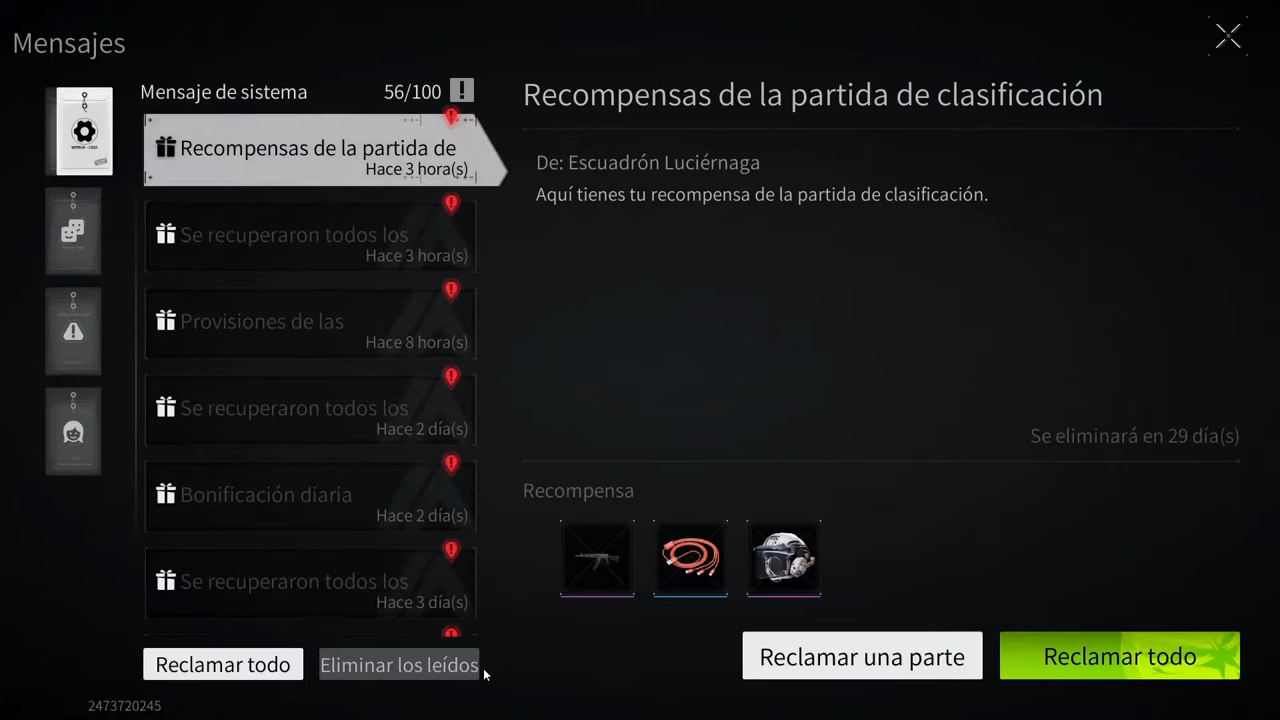 Mensajes
Mensaje de sistema
56/100
Recompensas de la partida de
Hace 3 hora(s)
Se recuperaron todos los
Hace 3 hora(s)
Provisiones de las
Hace 8 hora(s)
Se recuperaron todos los
Hace 2 día(s)
Bonificación diaria
Hace 2 día(s)
Se recuperaron todos los
Hace 3 día(s)
Reclamar todo
Eliminar los leídos
2473720245
Recompensas de la partida de clasificación
De: Escuadrón Luciérnaga
Aquí tienes tu recompensa de la partida de clasificación.
Se eliminará en 29 día(s)
Recompensa
Reclamar una parte
Reclamar todo